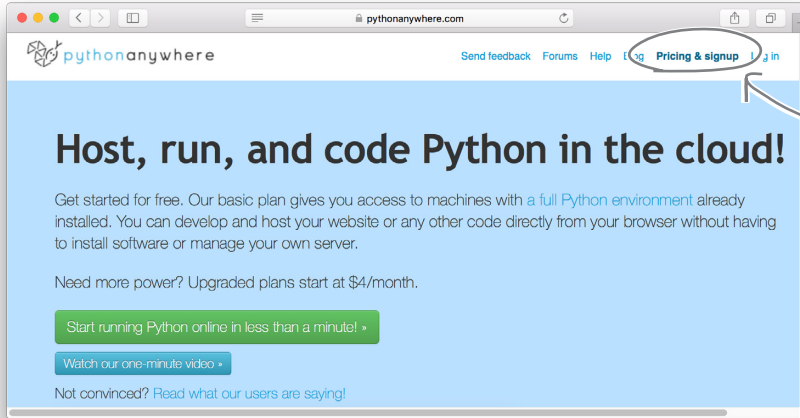 pythonanywhere.com
pythonanywhere
Send feedback Forums Help Blog Pricing & signup Log in
Host, run, and code Python in the cloud!
Get started for free. Our basic plan gives you access to machines with a full Python environment already
installed. You can develop and host your website or any other code directly from your browser without having
to install software or manage your own server.
Need more power? Upgraded plans start at $4/month.
Start running Python online in less than a minute! »
Watch our one-minute video »
Not convinced? Read what our users are saying!